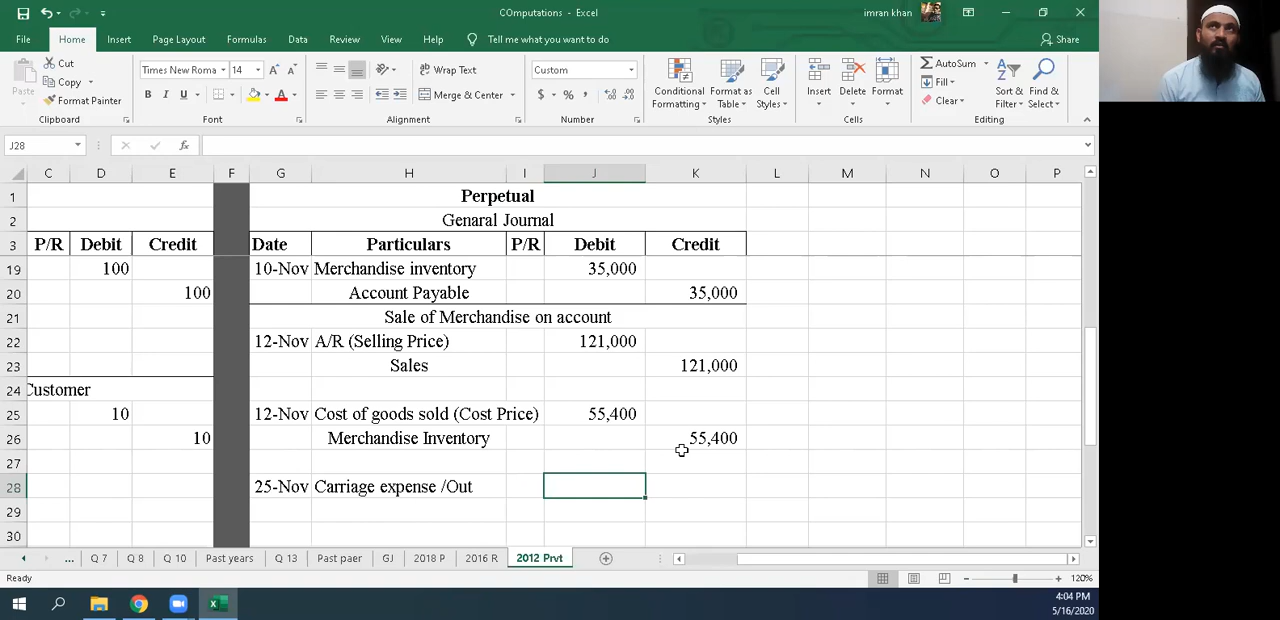 COmputations - Excel
imran khan
File Home Insert Page Layout Formulas Data Review View Help Tell me what you want to do
Share
Cut
Copy
Format Painter
Paste
Clipboard
Times New Roma 14 A A
B I U A
Font
Wrap Text
Merge & Center
Alignment
Custom
$ % ,
Number
Conditional Formatting
Format as Table
Cell Styles
Styles
Insert Delete Format
Cells
AutoSum
Fill
Clear
Sort & Filter
Find & Select
Editing
J28
fx
C D E F G H I J K L M N O P
1 Perpetual
2 Genaral Journal
3 P/R Debit Credit Date Particulars P/R Debit Credit
19 100 10-Nov Merchandise inventory 35,000
20 100 Account Payable 35,000
21 Sale of Merchandise on account
22 12-Nov A/R (Selling Price) 121,000
23 Sales 121,000
24 Customer
25 10 12-Nov Cost of goods sold (Cost Price) 55,400
26 10 Merchandise Inventory 55,400
27
28 25-Nov Carriage expense /Out
29
30
... Q 7 Q 8 Q 10 Past years Q 13 Past paer GJ 2018 P 2016 R 2012 Prvt
Ready
120%
4:04 PM
5/16/2020